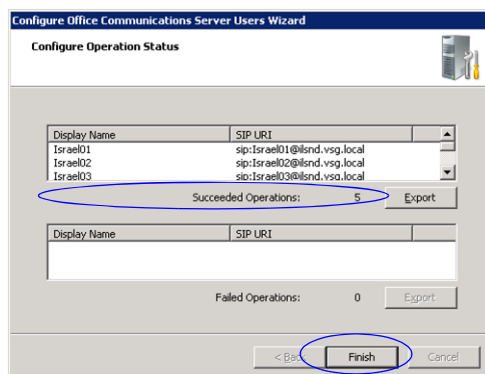 Configure Office Communications Server Users Wizard
Configure Operation Status
Display Name SIP URI
Israel01 sip:Israel01@ilsnd.vsg.local
Israel02 sip:Israel02@ilsnd.vsg.local
Israel03 sip:Israel03@ilsnd.vsg.local
Succeeded Operations: 5 Export
Display Name SIP URI
Failed Operations: 0 Export
< Back Finish Cancel